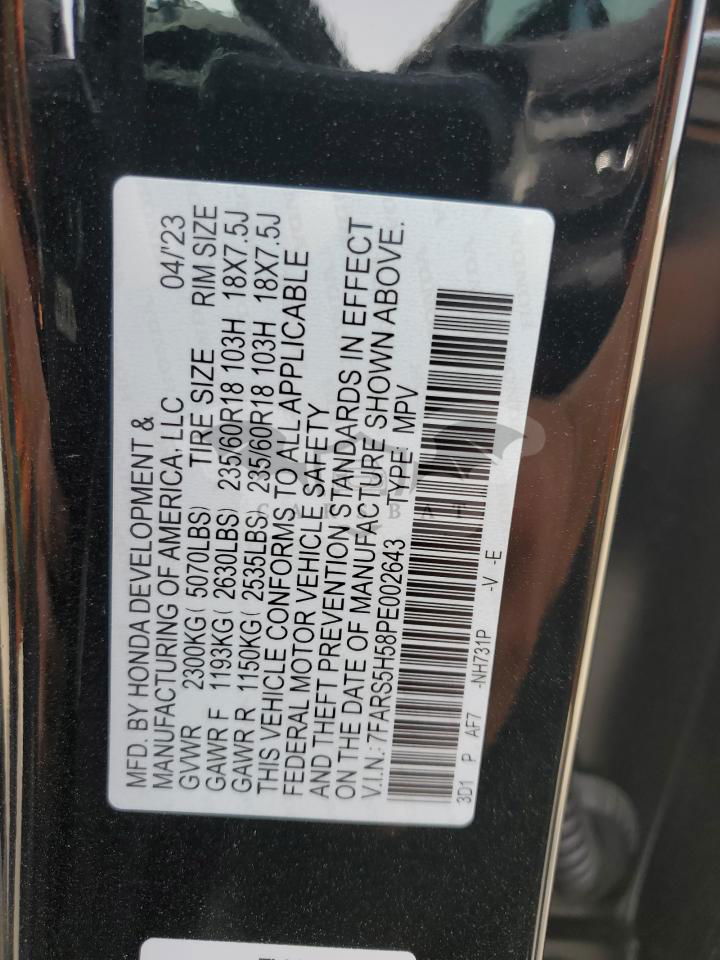 MFD. BY HONDA DEVELOPMENT & 04/'23
MANUFACTURING OF AMERICA, LLC
GVWR 2300KG( 5070LBS) TIRE SIZE RIM SIZE
GAWR F 1193KG( 2630LBS) 235/60R18 103H 18X7.5J
GAWR R 1150KG( 2535LBS) 235/60R18 103H 18X7.5J
THIS VEHICLE CONFORMS TO ALL APPLICABLE
FEDERAL MOTOR VEHICLE SAFETY
AND THEFT PREVENTION STANDARDS IN EFFECT
ON THE DATE OF MANUFACTURE SHOWN ABOVE.
V.I.N.: 7FARS5H58PE002643 TYPE MPV
3D1 P AF7 -NH731P -V -E
CARCBAT